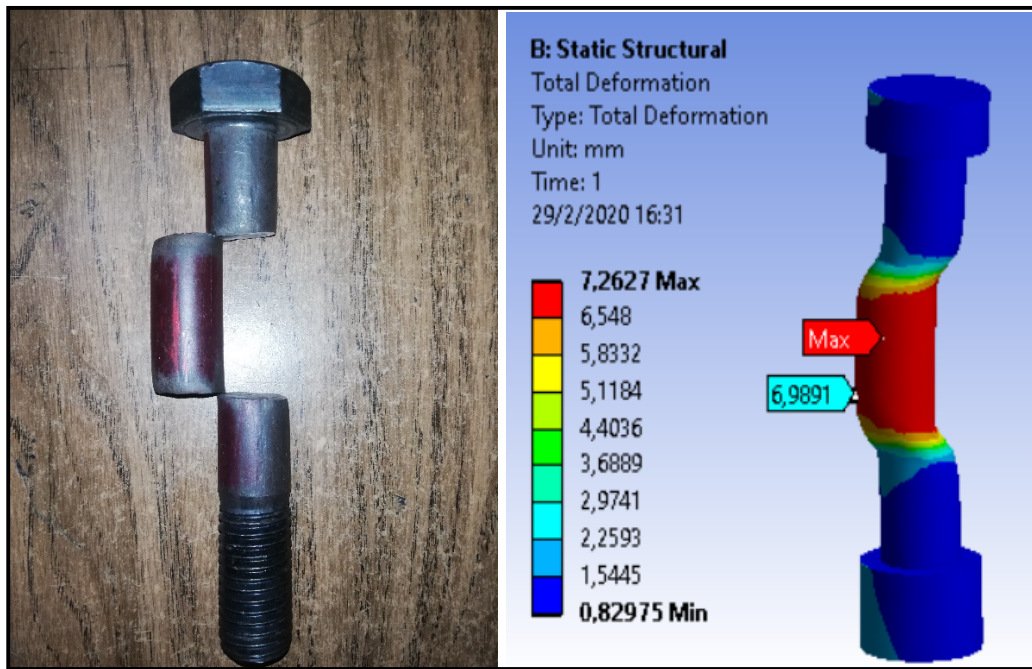 B: Static Structural
Total Deformation
Type: Total Deformation
Unit: mm
Time: 1
29/2/2020 16:31
7,2627 Max
6,548
5,8332
5,1184
4,4036
3,6889
2,9741
2,2593
1,5445
0,82975 Min
Max
6,9891